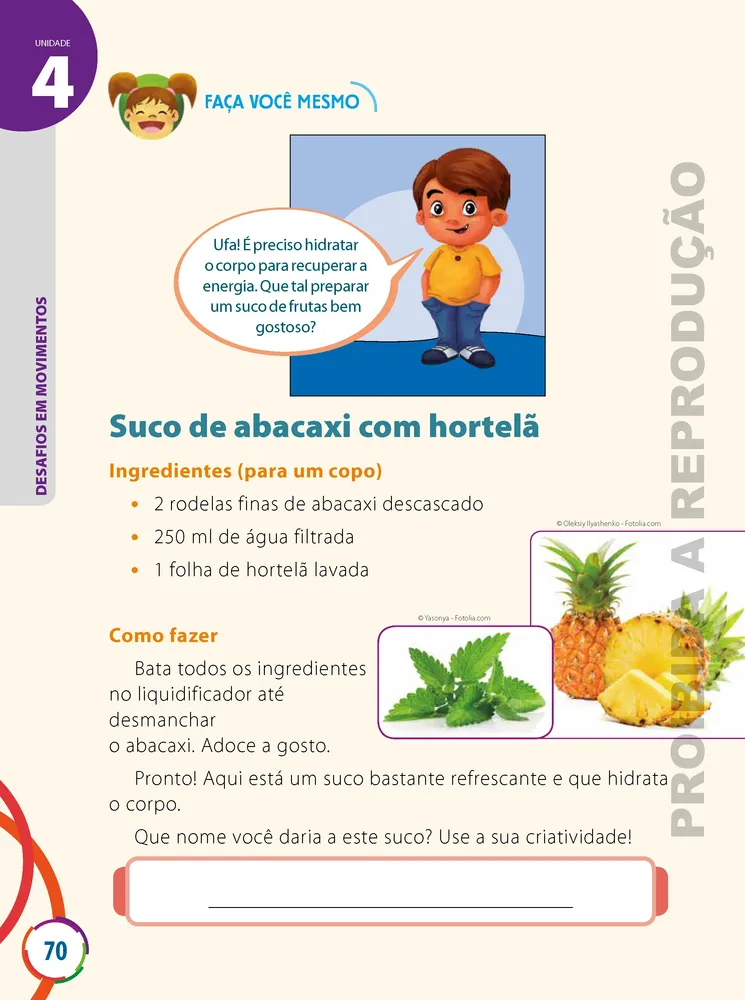 UNIDADE
4
FAÇA VOCÊ MESMO
Ufa! É preciso hidratar
o corpo para recuperar a
energia. Que tal preparar
um suco de frutas bem
gostoso?
DESAFIOS EM MOVIMENTOS
Suco de abacaxi com hortelã
Ingredientes (para um copo)
• 2 rodelas finas de abacaxi descascado
• 250 ml de água filtrada
• 1 folha de hortelã lavada
© Oleksiy Ilyashenko - Fotolia.com
© Yasonya - Fotolia.com
Como fazer
Bata todos os ingredientes
no liquidificador até
desmanchar
o abacaxi. Adoce a gosto.
Pronto! Aqui está um suco bastante refrescante e que hidrata
o corpo.
Que nome você daria a este suco? Use a sua criatividade!
70
PROIBIDA A REPRODUÇÃO